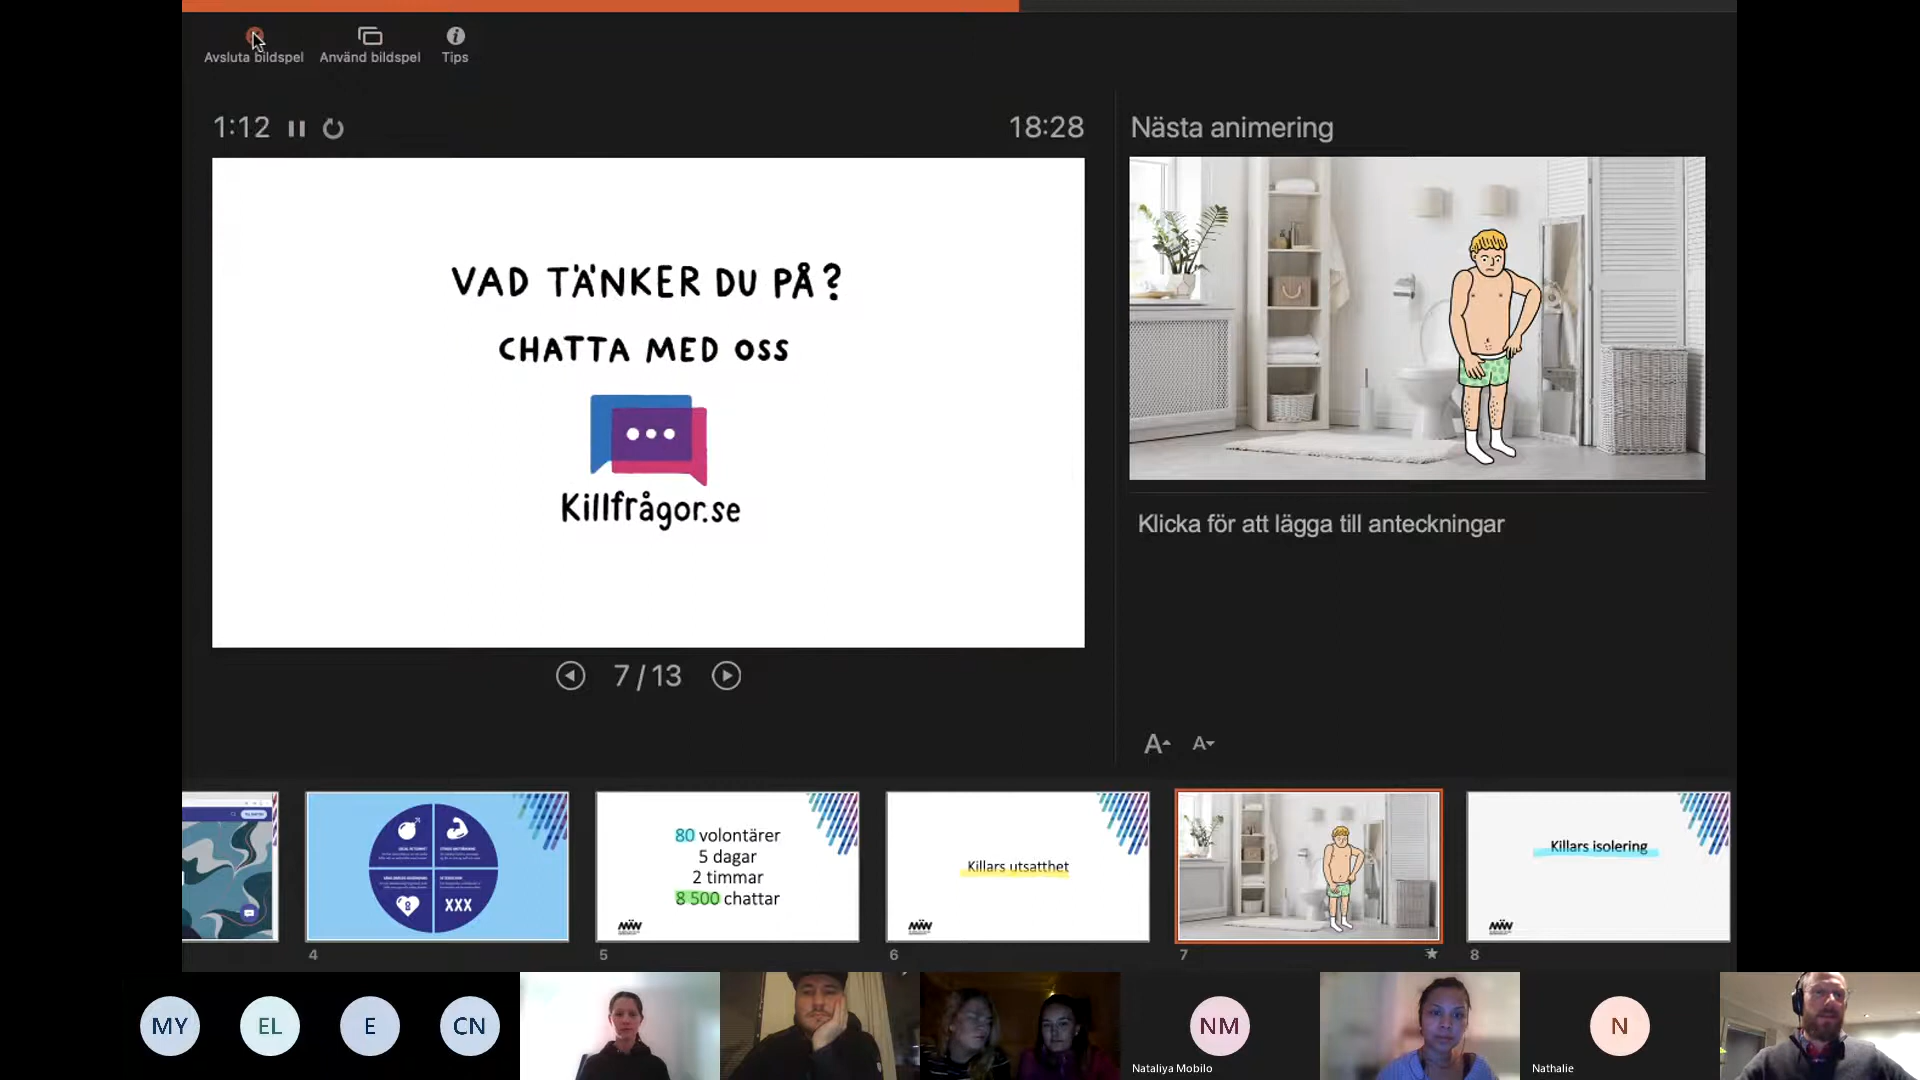 Avsluta bildspel
Använd bildspel
Tips
1:12
18:28
Nästa animering
VAD TÄNKER DU PÅ?
CHATTA MED OSS
Killfrågor.se
Klicka för att lägga till anteckningar
7 / 13
A
A
XXX
80 volontärer
5 dagar
2 timmar
8 500 chattar
Killars utsatthet
Killars isolering
4
5
6
7
8
MY
EL
E
CN
NM
Nataliya Mobilo
N
Nathalie